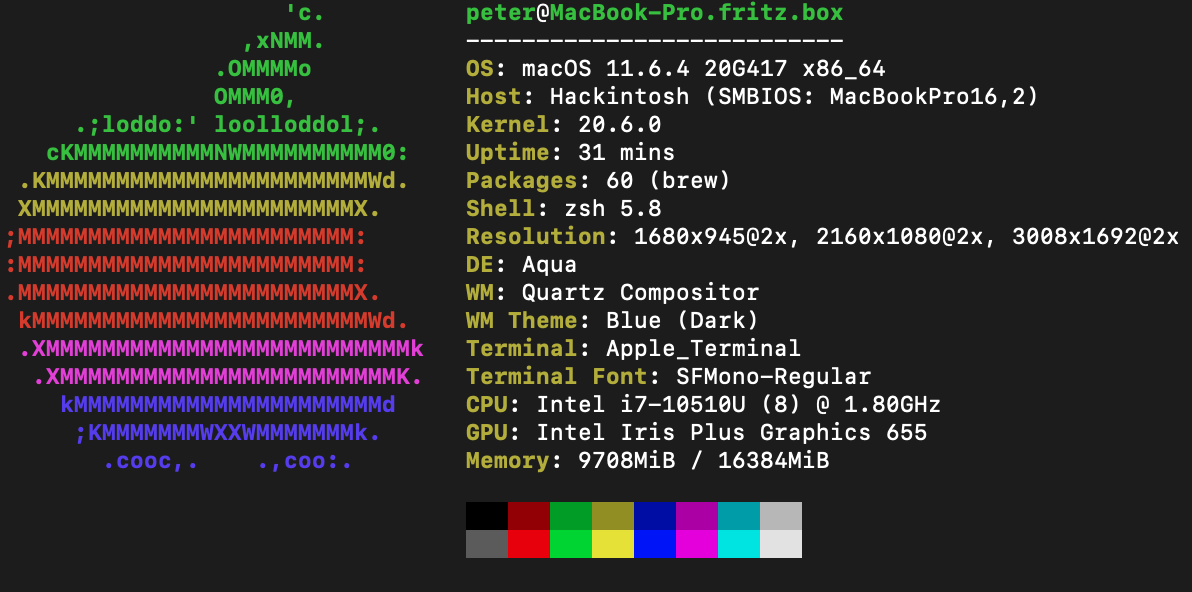 'c.
,xNMM.
.OMMMMo
OMMM0,
.;loddo:' loolloddol;.
cKMMMMMMMMMMNWMMMMMMMMMM0:
.KMMMMMMMMMMMMMMMMMMMMMMMWd.
XMMMMMMMMMMMMMMMMMMMMMMMX.
;MMMMMMMMMMMMMMMMMMMMMMMM:
:MMMMMMMMMMMMMMMMMMMMMMMM:
.MMMMMMMMMMMMMMMMMMMMMMMMX.
kMMMMMMMMMMMMMMMMMMMMMMMMWd.
.XMMMMMMMMMMMMMMMMMMMMMMMMMMk
.XMMMMMMMMMMMMMMMMMMMMMMMMK.
kMMMMMMMMMMMMMMMMMMMMMMd
;KMMMMMMMWXXWMMMMMMMk.
.cooc,.    .,coo:.
peter@MacBook-Pro.fritz.box
---------------------------
OS: macOS 11.6.4 20G417 x86_64
Host: Hackintosh (SMBIOS: MacBookPro16,2)
Kernel: 20.6.0
Uptime: 31 mins
Packages: 60 (brew)
Shell: zsh 5.8
Resolution: 1680x945@2x, 2160x1080@2x, 3008x1692@2x
DE: Aqua
WM: Quartz Compositor
WM Theme: Blue (Dark)
Terminal: Apple_Terminal
Terminal Font: SFMono-Regular
CPU: Intel i7-10510U (8) @ 1.80GHz
GPU: Intel Iris Plus Graphics 655
Memory: 9708MiB / 16384MiB